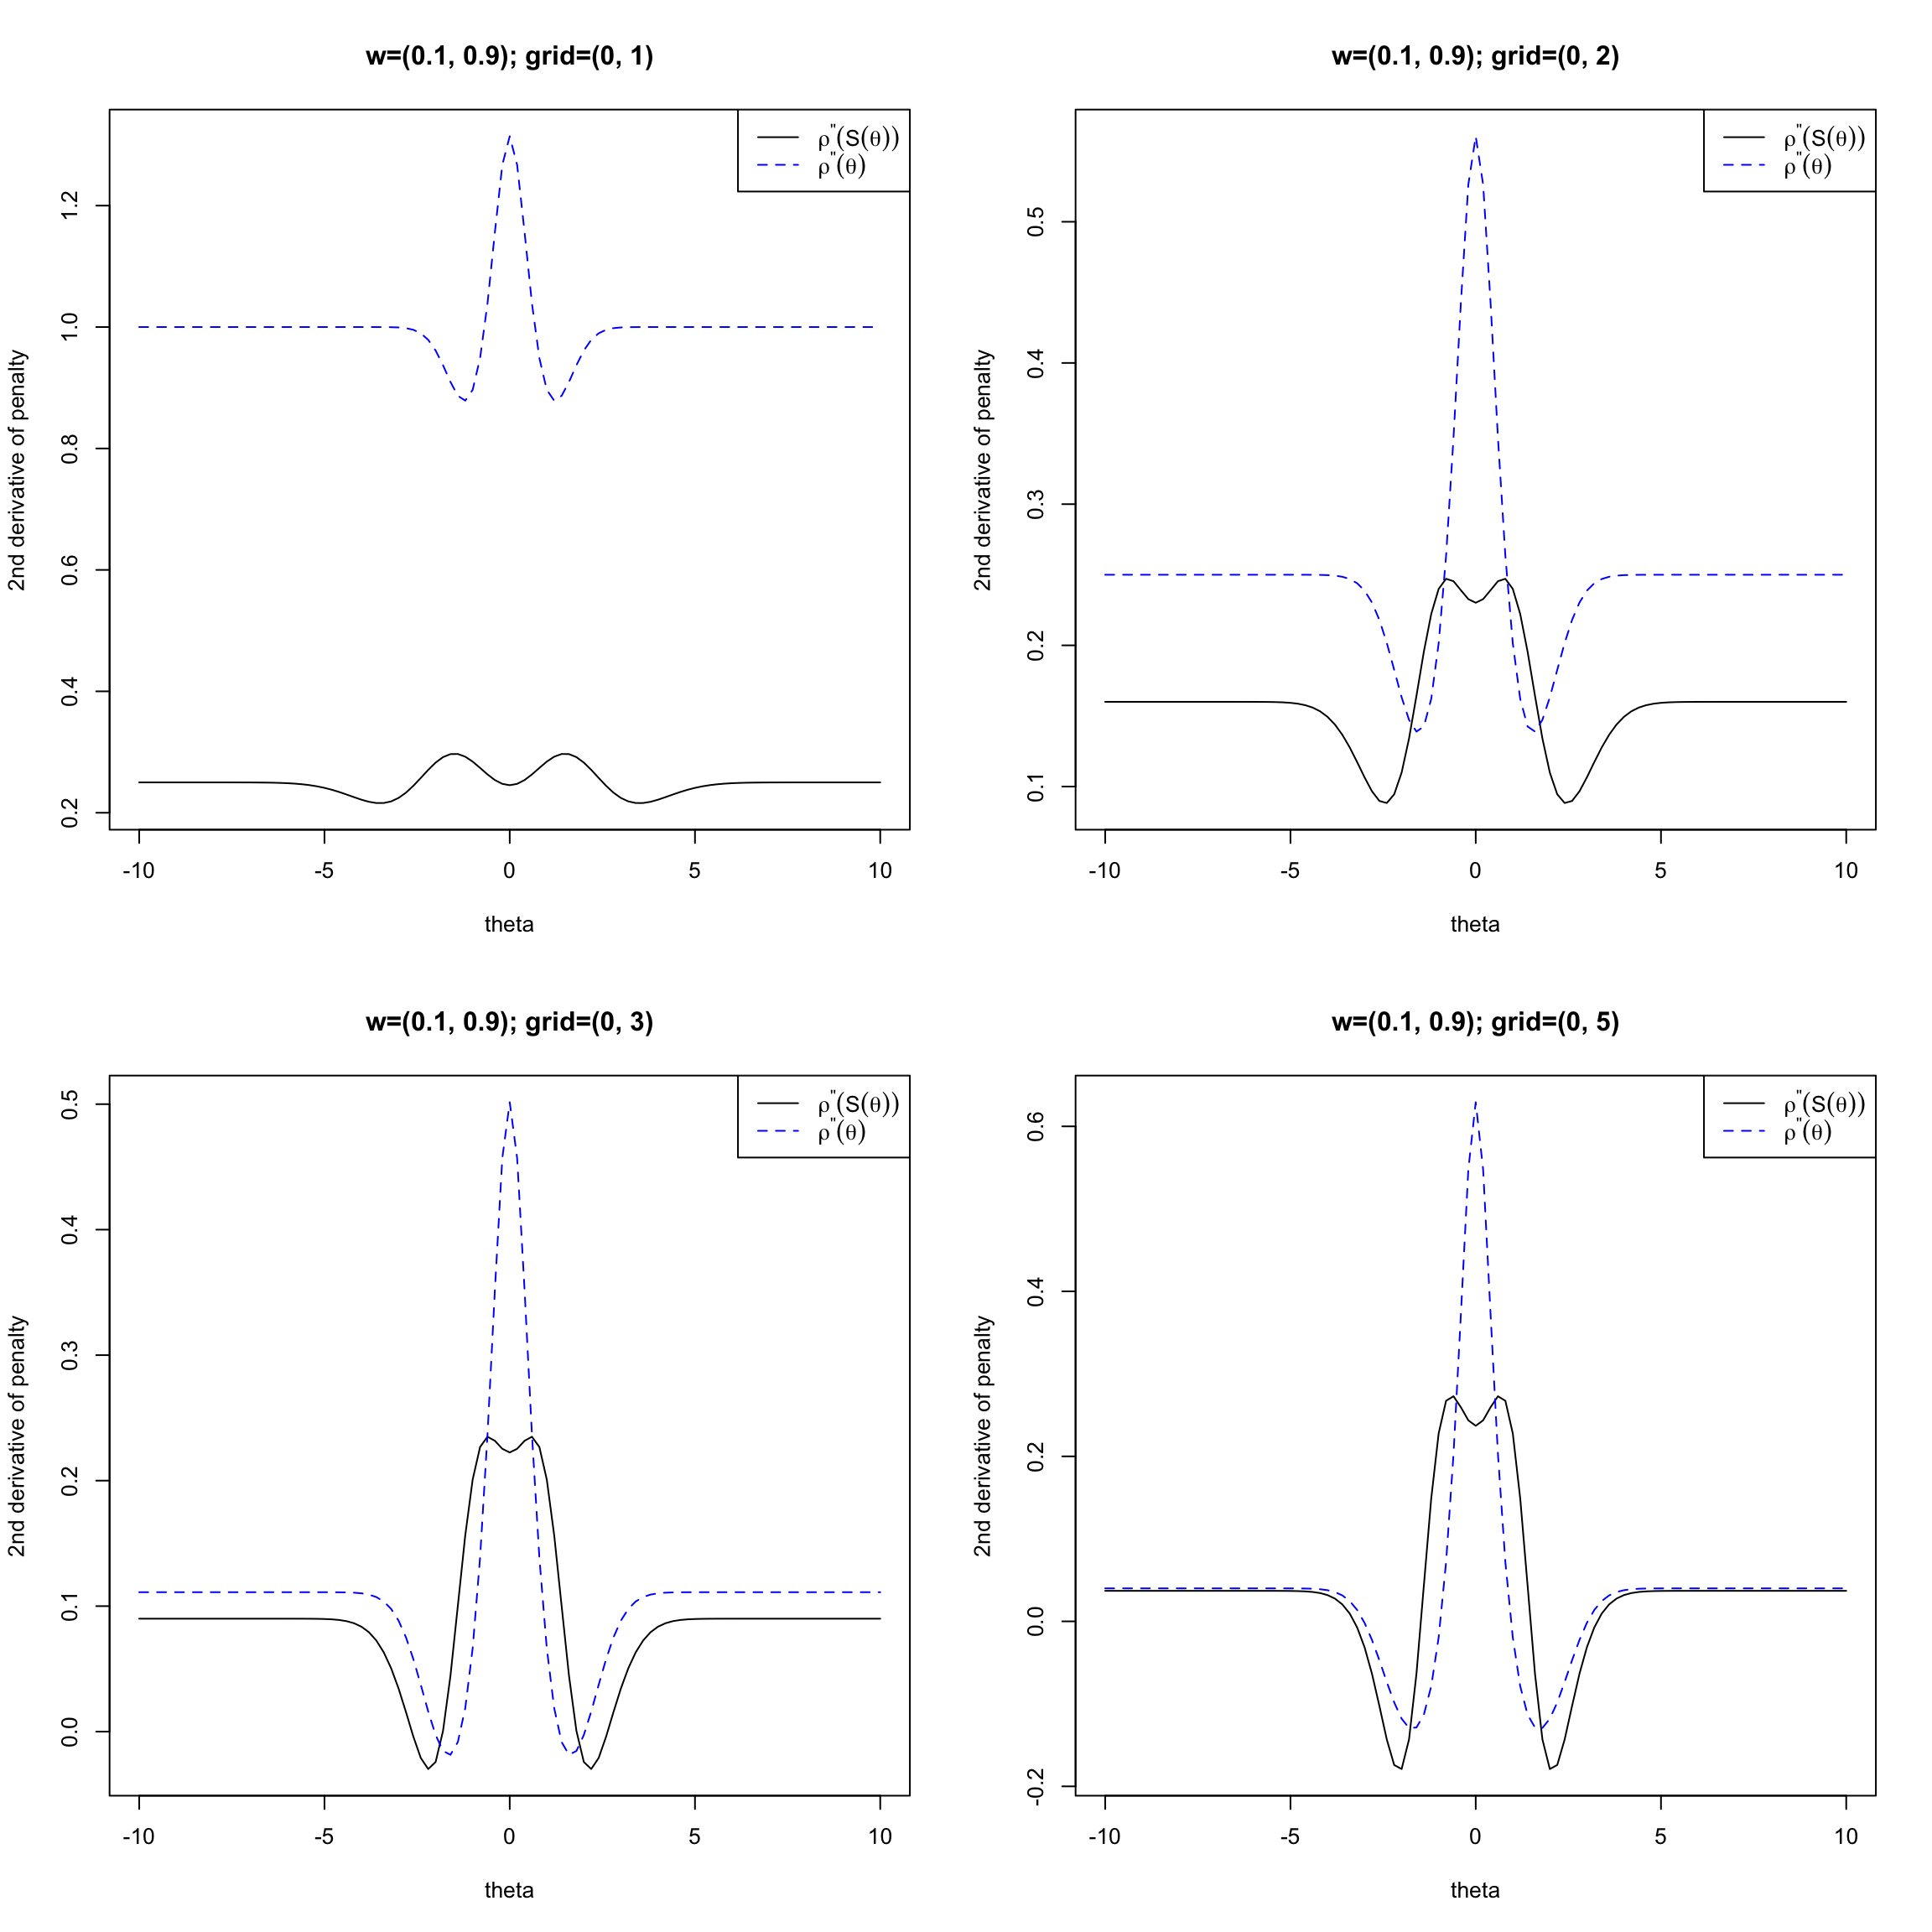 w=(0.1, 0.9); grid=(0, 1)
2nd derivative of penalty
1.2
1.0
0.8
0.6
0.4
0.2
ρ"(S(θ))
ρ"(θ)
-10 -5 0 5 10
theta
w=(0.1, 0.9); grid=(0, 2)
2nd derivative of penalty
0.5
0.4
0.3
0.2
0.1
ρ"(S(θ))
ρ"(θ)
-10 -5 0 5 10
theta
w=(0.1, 0.9); grid=(0, 3)
2nd derivative of penalty
0.5
0.4
0.3
0.2
0.1
0.0
ρ"(S(θ))
ρ"(θ)
-10 -5 0 5 10
theta
w=(0.1, 0.9); grid=(0, 5)
2nd derivative of penalty
0.6
0.4
0.2
0.0
-0.2
ρ"(S(θ))
ρ"(θ)
-10 -5 0 5 10
theta